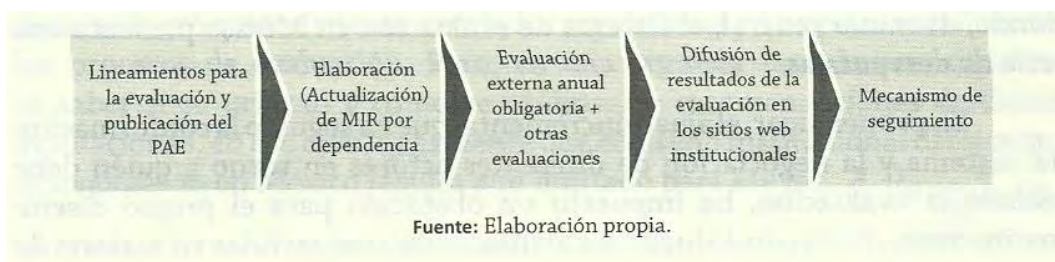 Lineamientos para
la evaluación y
publicación del
PAE
Elaboración
(Actualización)
de MIR por
dependencia
Evaluación
externa anual
obligatoria +
otras
evaluaciones
Difusión de
resultados de la
evaluación en
los sitios web
institucionales
Mecanismo de
seguimiento
Fuente: Elaboración propia.